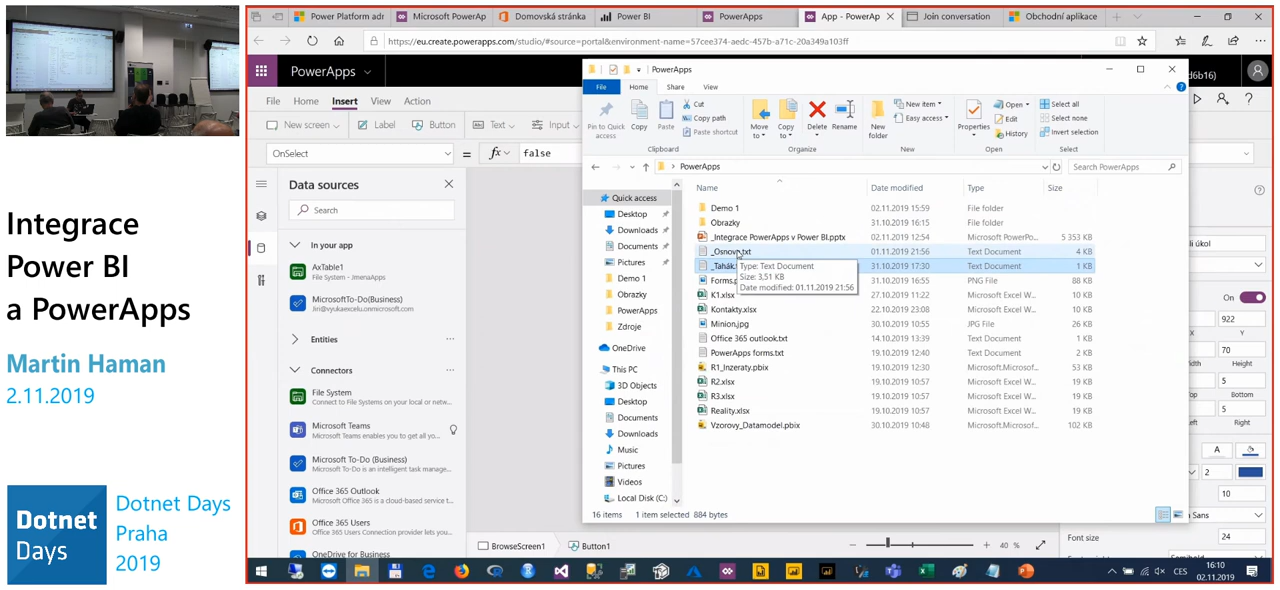 Integrace
Power BI
a PowerApps
Martin Haman
2.11.2019
Dotnet
Days
Dotnet Days
Praha
2019
Power Platform adr
Microsoft PowerAp
Domovská stránka
Power BI
PowerApps
App - PowerAp
Join conversation
Obchodní aplikace
https://eu.create.powerapps.com/studio/#source=portal&environment-name=57cee374-aedc-457b-a71c-20a349a103ff
PowerApps
d6b16)
File Home Insert View Action
New screen Label Button Text Input
OnSelect = fx false
Data sources
Search
In your app
AxTable1
File System - JmenaApps
MicrosoftTo-Do(Business)
Jiri@vyukaexcelu.onmicrosoft.com
Entities
Connectors
File System
Connect to File Systems on your local or netw...
Microsoft Teams
Microsoft Teams enables you to get all yo...
Microsoft To-Do (Business)
Microsoft To-Do is an intelligent task manage...
Office 365 Outlook
Office 365 Outlook is a cloud-based service t...
Office 365 Users
Office 365 Users Connection provider lets you...
OneDrive for Business
BrowseScreen1 Button1
40 %
PowerApps
File Home Share View
Pin to Quick access
Copy
Paste
Cut
Copy path
Paste shortcut
Move to
Copy to
Delete
Rename
New folder
New item
Easy access
Properties
Open
Edit
History
Select all
Select none
Invert selection
Clipboard Organize New Open Select
PowerApps
Search PowerApps
Quick access
Desktop
Downloads
Documents
Pictures
Demo 1
Obrazky
PowerApps
Zdroje
OneDrive
This PC
3D Objects
Desktop
Documents
Downloads
Music
Pictures
Videos
Local Disk (C:)
Name Date modified Type Size
Demo 1 02.11.2019 15:59 File folder
Obrazky 31.10.2019 16:15 File folder
_Integrace PowerApps v Power BI.pptx 02.11.2019 12:54 Microsoft PowerPo... 5 353 KB
_Osnova.txt 01.11.2019 21:56 Text Document 4 KB
_Tahák 31.10.2019 17:30 Text Document 1 KB
Type: Text Document
Size: 3,51 KB
Date modified: 01.11.2019 21:56
Forms.p 31.10.2019 16:55 PNG File 88 KB
K1.xlsx 27.10.2019 11:22 Microsoft Excel W... 10 KB
Kontakty.xlsx 22.10.2019 23:08 Microsoft Excel W... 10 KB
Minion.jpg 30.10.2019 10:55 JPG File 26 KB
Office 365 outlook.txt 14.10.2019 13:39 Text Document 1 KB
PowerApps forms.txt 19.10.2019 12:40 Text Document 2 KB
R1_Inzeraty.pbix 19.10.2019 12:30 Microsoft.Microsof... 53 KB
R2.xlsx 19.10.2019 10:57 Microsoft Excel W... 19 KB
R3.xlsx 19.10.2019 10:57 Microsoft Excel W... 19 KB
Reality.xlsx 19.10.2019 10:57 Microsoft Excel W... 19 KB
Vzorovy_Datamodel.pbix 30.10.2019 10:48 Microsoft.Microsof... 102 KB
16 items 1 item selected 884 bytes
li úkol
On
922
X Y
70
Height
5
Bottom
5
Left Right
A
2
10
Sans
Font size 24
CES
16:10
02.11.2019